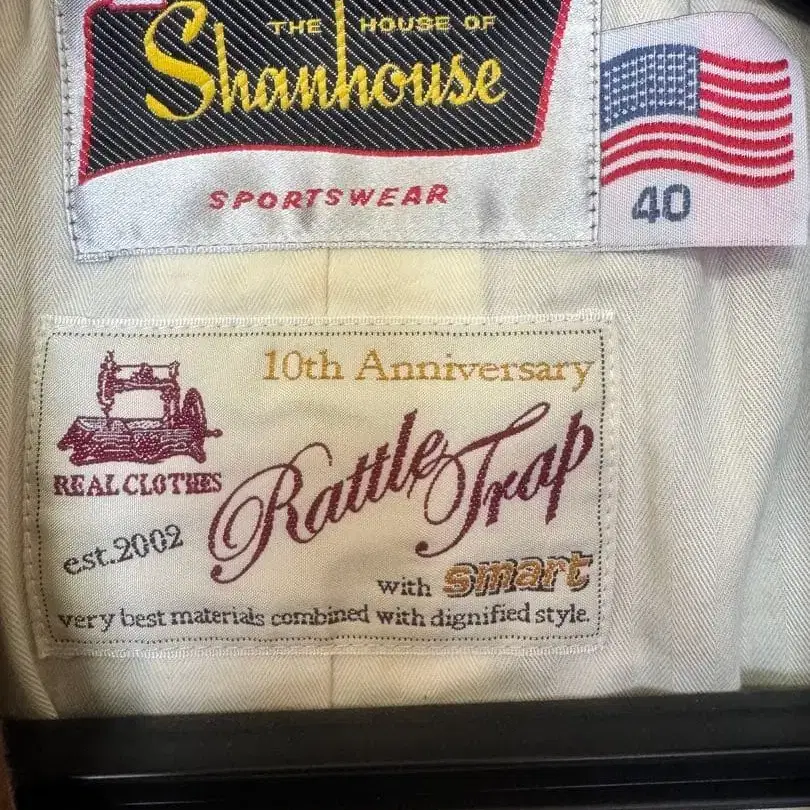 THE HOUSE OF
Shanhouse
SPORTSWEAR
40
10th Anniversary
REAL CLOTHES
Rattle Trap
est.2002
with smart
very best materials combined with dignified style.